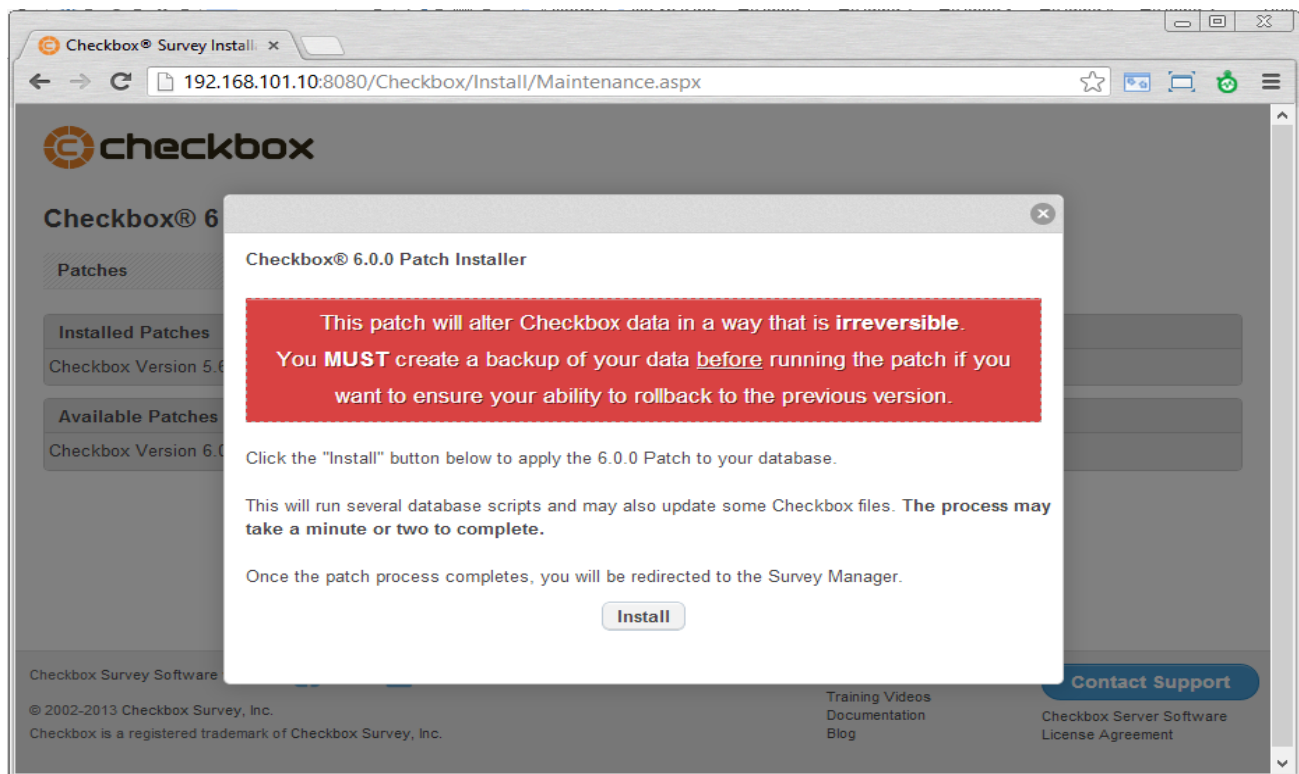 Checkbox® Survey Install
192.168.101.10:8080/Checkbox/Install/Maintenance.aspx
checkbox
Checkbox® 6
Patches
Installed Patches
Checkbox Version 5.6
Available Patches
Checkbox Version 6.0
Checkbox® 6.0.0 Patch Installer
This patch will alter Checkbox data in a way that is irreversible.
You MUST create a backup of your data before running the patch if you
want to ensure your ability to rollback to the previous version.
Click the "Install" button below to apply the 6.0.0 Patch to your database.
This will run several database scripts and may also update some Checkbox files. The process may
take a minute or two to complete.
Once the patch process completes, you will be redirected to the Survey Manager.
Install
Checkbox Survey Software
© 2002-2013 Checkbox Survey, Inc.
Checkbox is a registered trademark of Checkbox Survey, Inc.
Training Videos
Documentation
Blog
Contact Support
Checkbox Server Software
License Agreement